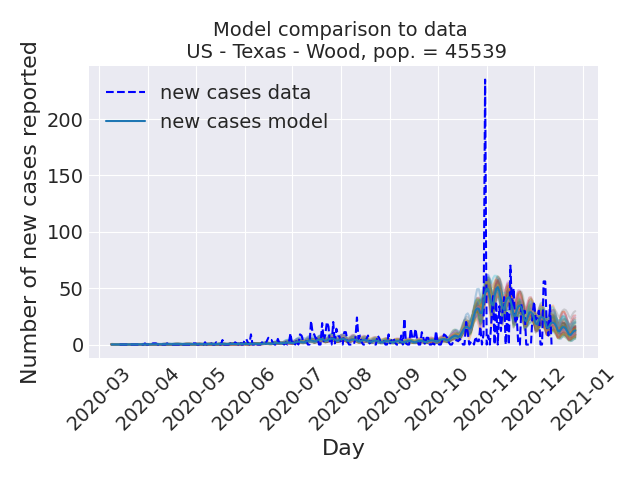 Model comparison to data
US - Texas - Wood, pop. = 45539
Number of new cases reported
new cases data
new cases model
200
150
100
50
0
2020-03
2020-04
2020-05
2020-06
2020-07
2020-08
2020-09
2020-10
2020-11
2020-12
2021-01
Day